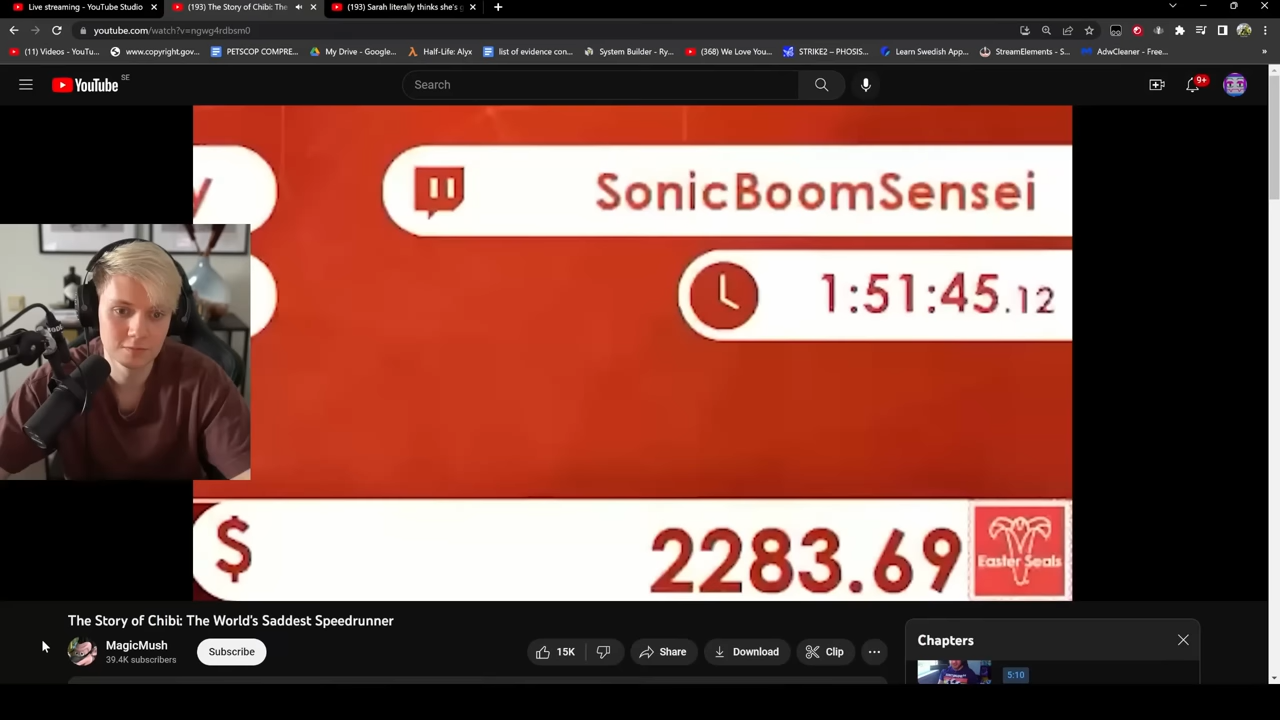 Live streaming - YouTube Studio
(193) The Story of Chibi: The
(193) Sarah literally thinks she's g
youtube.com/watch?v=ngwg4rdbsm0
(11) Videos - YouTu...
www.copyright.gov...
PETSCOP COMPRE...
My Drive - Google...
Half-Life: Alyx
list of evidence con...
System Builder - Ry...
(368) We Love You...
STRIKE2 – PHOSIS...
Learn Swedish App...
StreamElements - S...
AdwCleaner - Free...
YouTube SE
Search
9+
y
SonicBoomSensei
1:51:45.12
$
2283.69
Easter Seals
The Story of Chibi: The World's Saddest Speedrunner
MagicMush
39.4K subscribers
Subscribe
15K
Share
Download
Clip
Chapters
5:10